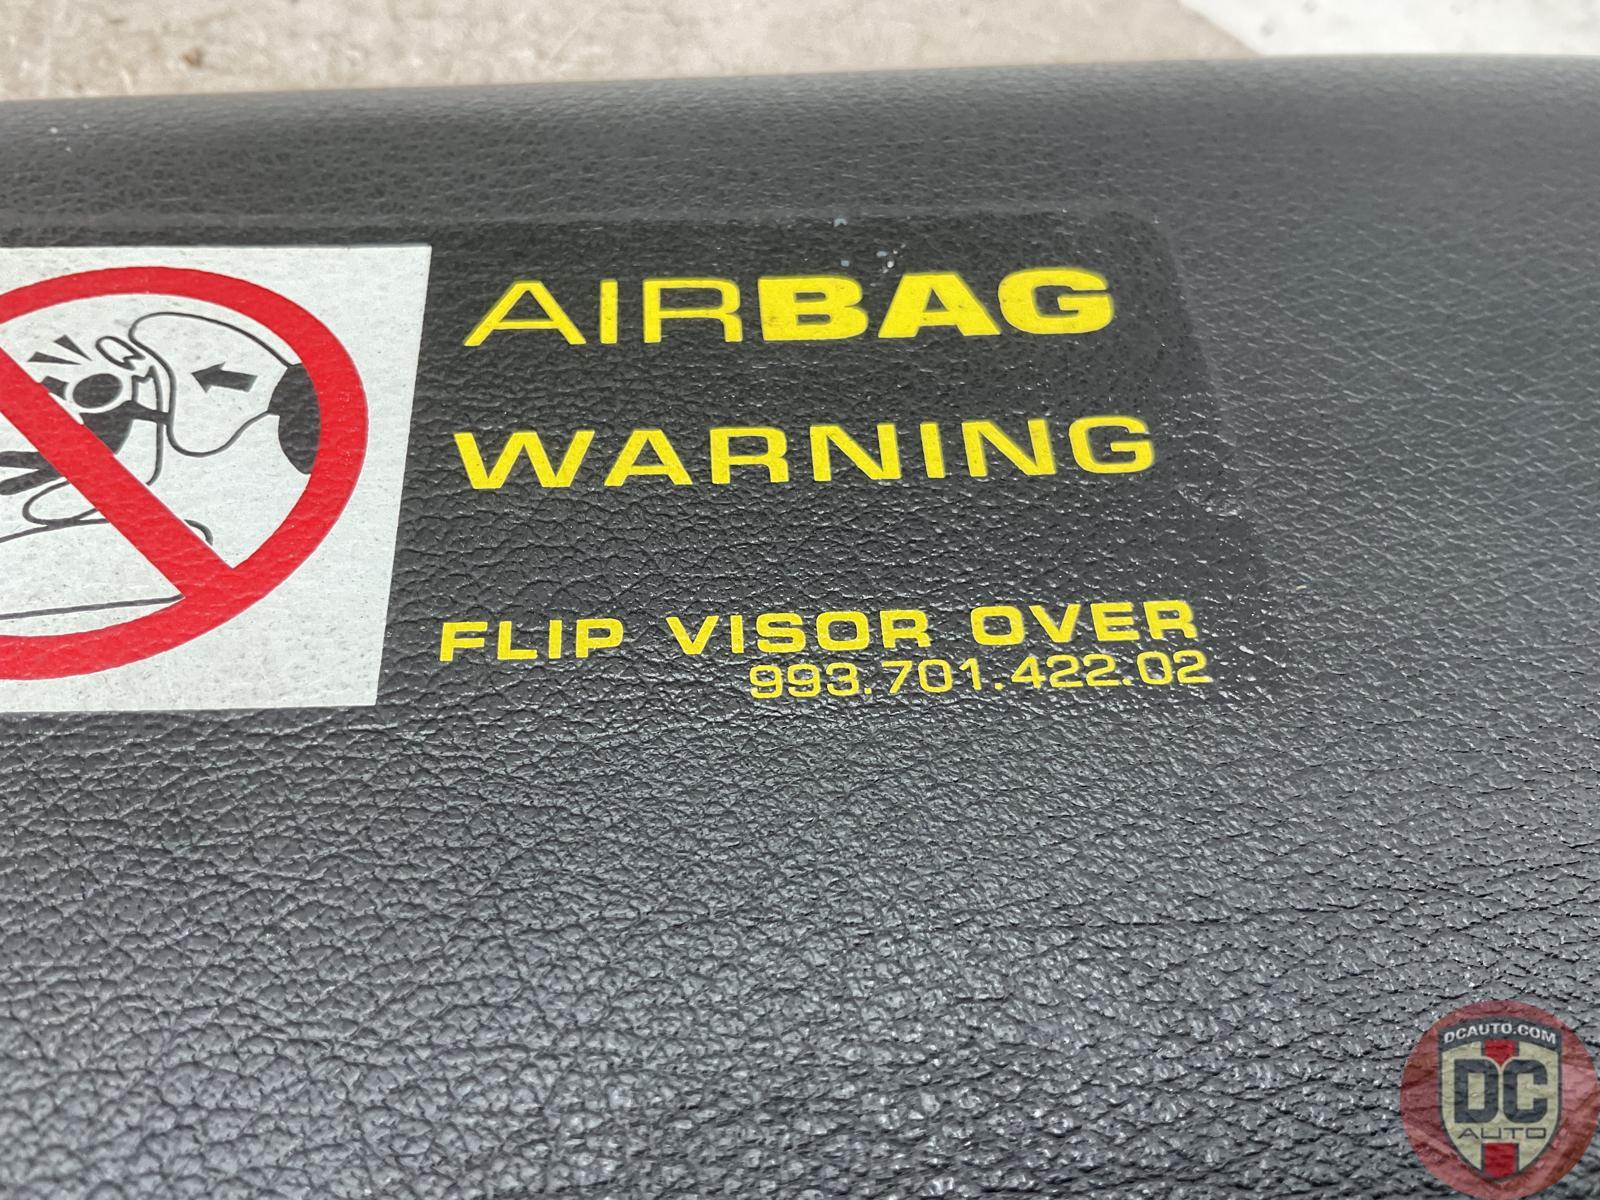 AIRBAG
WARNING
FLIP VISOR OVER
993.701.422.02
DCAUTO.COM
DC
AUTO